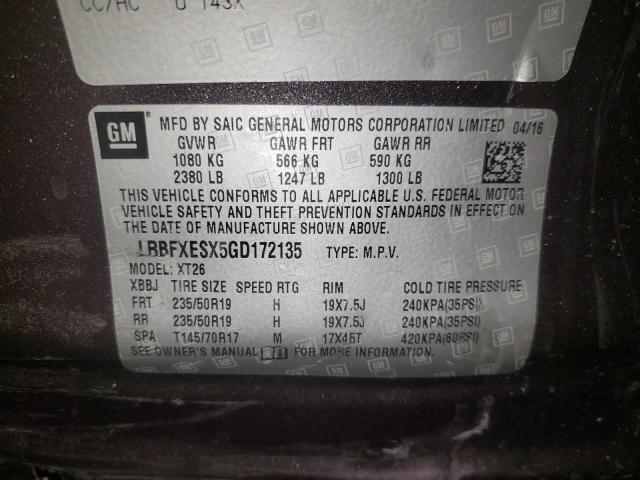 CC/HC U 143X
GM
MFD BY SAIC GENERAL MOTORS CORPORATION LIMITED 04/16
GVWR GAWR FRT GAWR RR
1080 KG 566 KG 590 KG
2380 LB 1247 LB 1300 LB
THIS VEHICLE CONFORMS TO ALL APPLICABLE U.S. FEDERAL MOTOR
VEHICLE SAFETY AND THEFT PREVENTION STANDARDS IN EFFECT ON
THE DATE OF MANUFACTURE SHOWN ABOVE.
LRBFXESX5GD172135 TYPE: M.P.V.
MODEL: XT26
XBBJ TIRE SIZE SPEED RTG RIM COLD TIRE PRESSURE
FRT 235/50R19 H 19X7.5J 240KPA(35PSI)
RR 235/50R19 H 19X7.5J 240KPA(35PSI)
SPA T145/70R17 M 17X4BT 420KPA(60PSI)
SEE OWNER'S MANUAL FOR MORE INFORMATION.